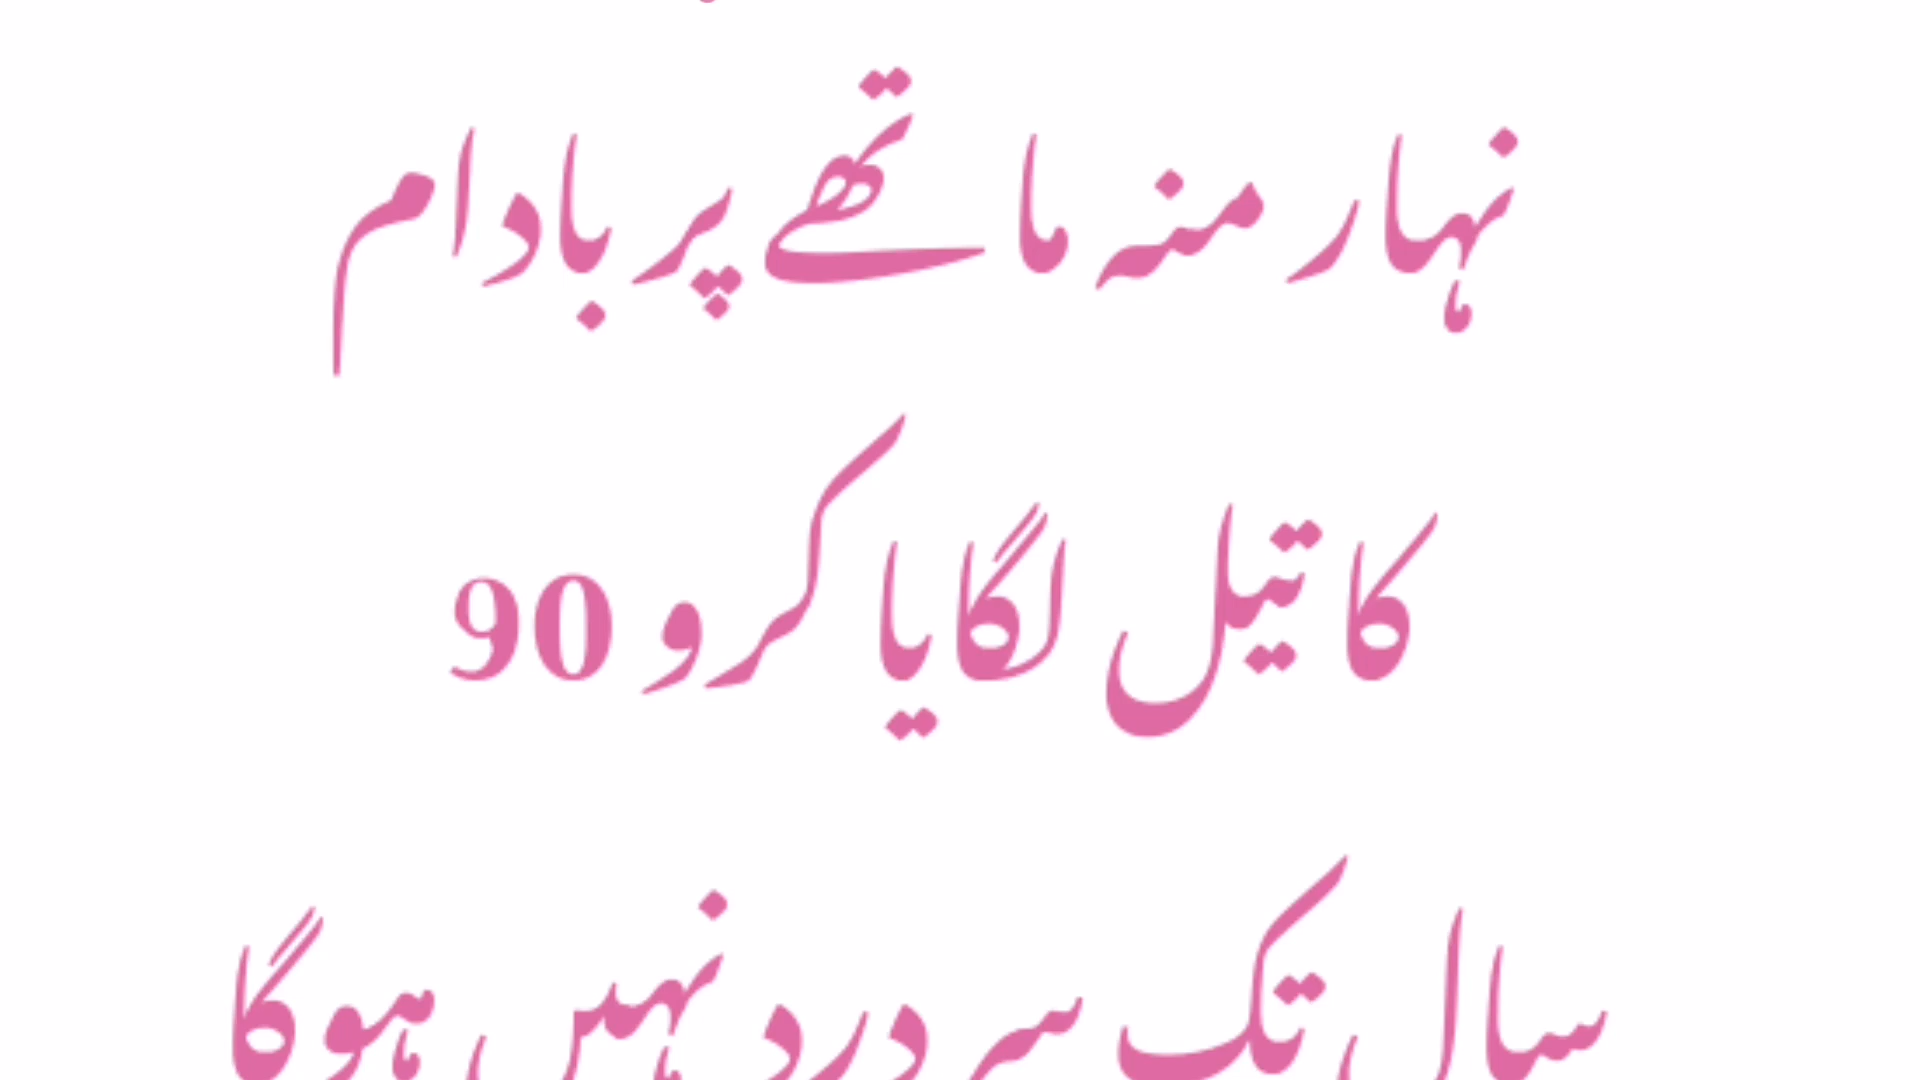 نہار منہ ماتھے پر بادام
کا تیل لگایا کرو 90
سال تک سر درد نہیں ہوگا